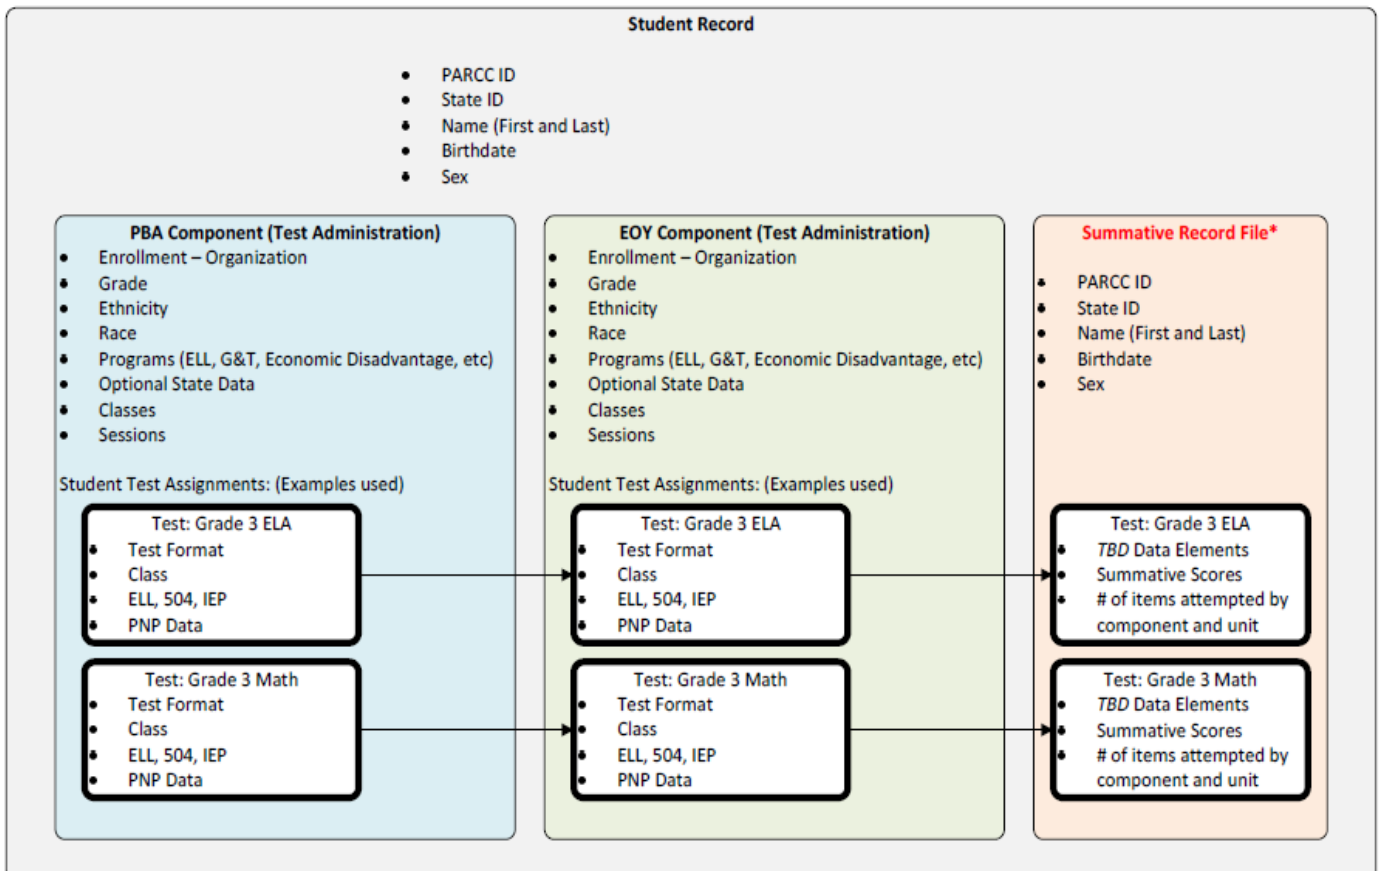 Student Record
• PARCC ID
• State ID
• Name (First and Last)
• Birthdate
• Sex
PBA Component (Test Administration)
• Enrollment – Organization
• Grade
• Ethnicity
• Race
• Programs (ELL, G&T, Economic Disadvantage, etc)
• Optional State Data
• Classes
• Sessions
Student Test Assignments: (Examples used)
Test: Grade 3 ELA
• Test Format
• Class
• ELL, 504, IEP
• PNP Data
Test: Grade 3 Math
• Test Format
• Class
• ELL, 504, IEP
• PNP Data
EOY Component (Test Administration)
• Enrollment – Organization
• Grade
• Ethnicity
• Race
• Programs (ELL, G&T, Economic Disadvantage, etc)
• Optional State Data
• Classes
• Sessions
Student Test Assignments: (Examples used)
Test: Grade 3 ELA
• Test Format
• Class
• ELL, 504, IEP
• PNP Data
Test: Grade 3 Math
• Test Format
• Class
• ELL, 504, IEP
• PNP Data
Summative Record File*
• PARCC ID
• State ID
• Name (First and Last)
• Birthdate
• Sex
Test: Grade 3 ELA
• TBD Data Elements
• Summative Scores
• # of items attempted by
component and unit
Test: Grade 3 Math
• TBD Data Elements
• Summative Scores
• # of items attempted by
component and unit